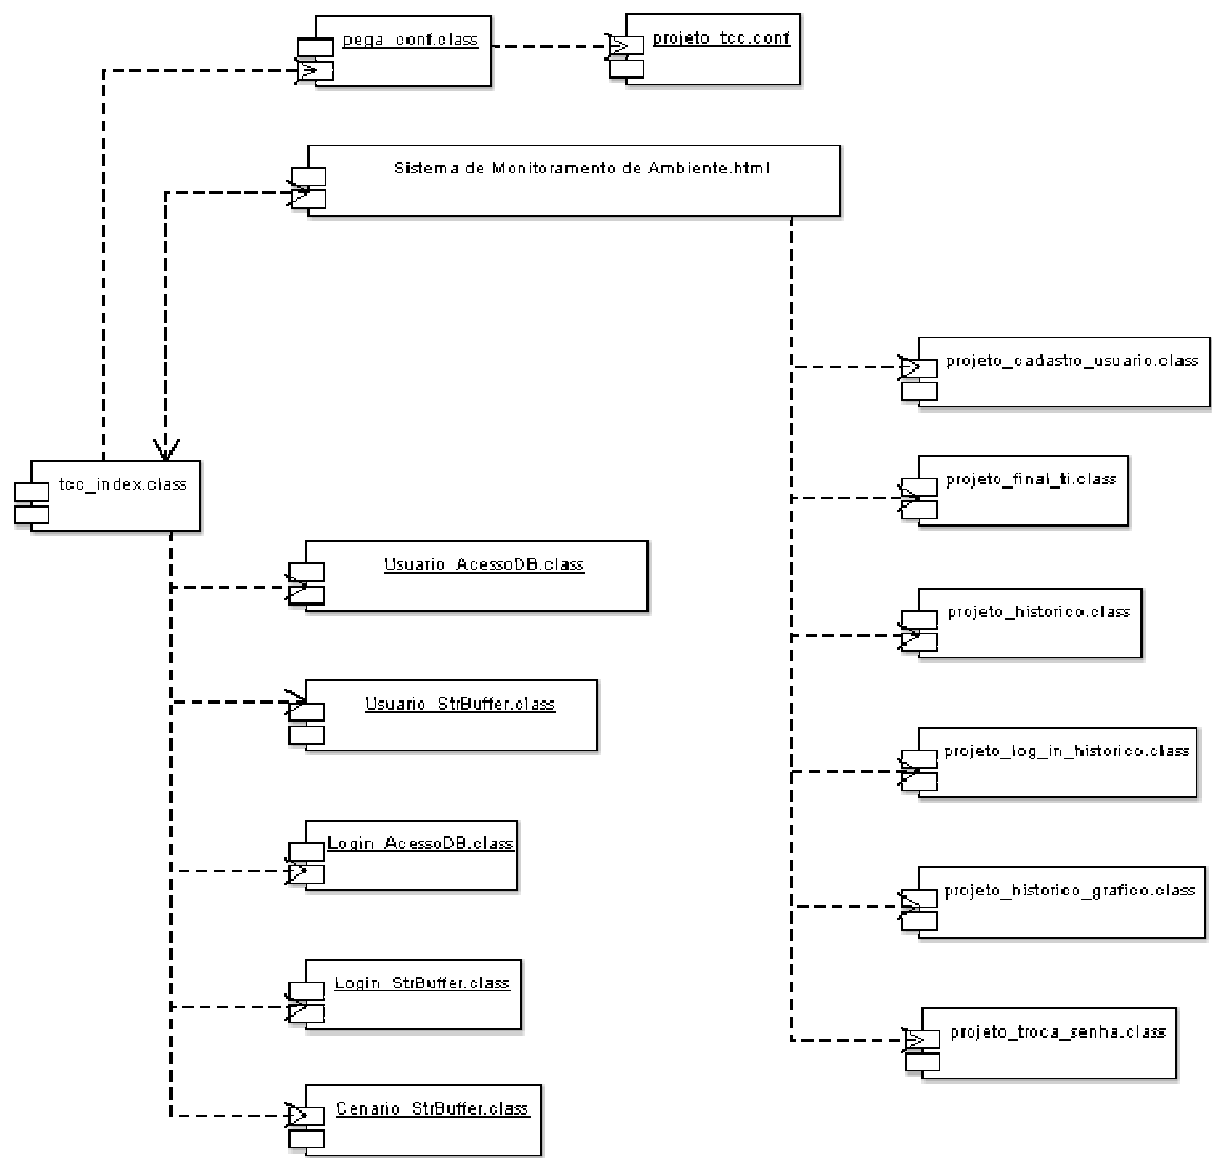 pega_conf.class
projeto_tcc.conf
Sistema de Monitoramento de Ambiente.html
projeto_cadastro_usuario.class
projeto_final_ti.class
tcc_index.class
Usuario_AcessoDB.class
projeto_historico.class
Usuario_StrBuffer.class
projeto_log_in_historico.class
Login_AcessoDB.class
projeto_historico_grafico.class
Login_StrBuffer.class
projeto_troca_senha.class
Cenario_StrBuffer.class